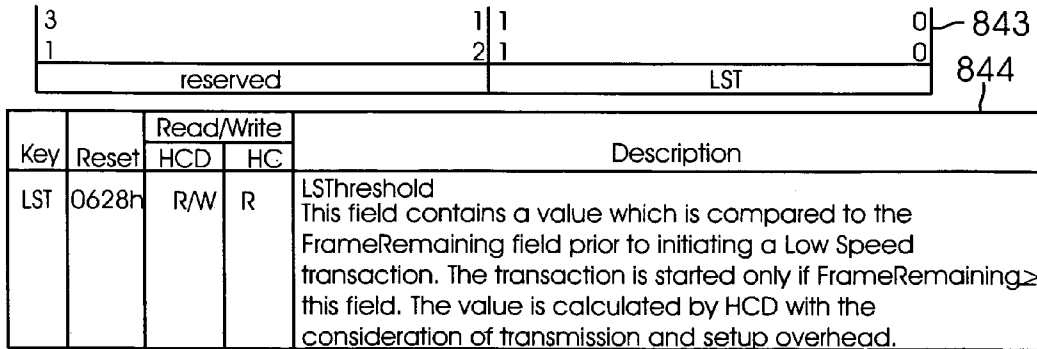 3 1 1 0 843
1 2 1 0
reserved LST 844
Read/Write
Key Reset HCD HC Description
LST 0628h R/W R LSThreshold
This field contains a value which is compared to the
FrameRemaining field prior to initiating a Low Speed
transaction. The transaction is started only if FrameRemaining≥
this field. The value is calculated by HCD with the
consideration of transmission and setup overhead.